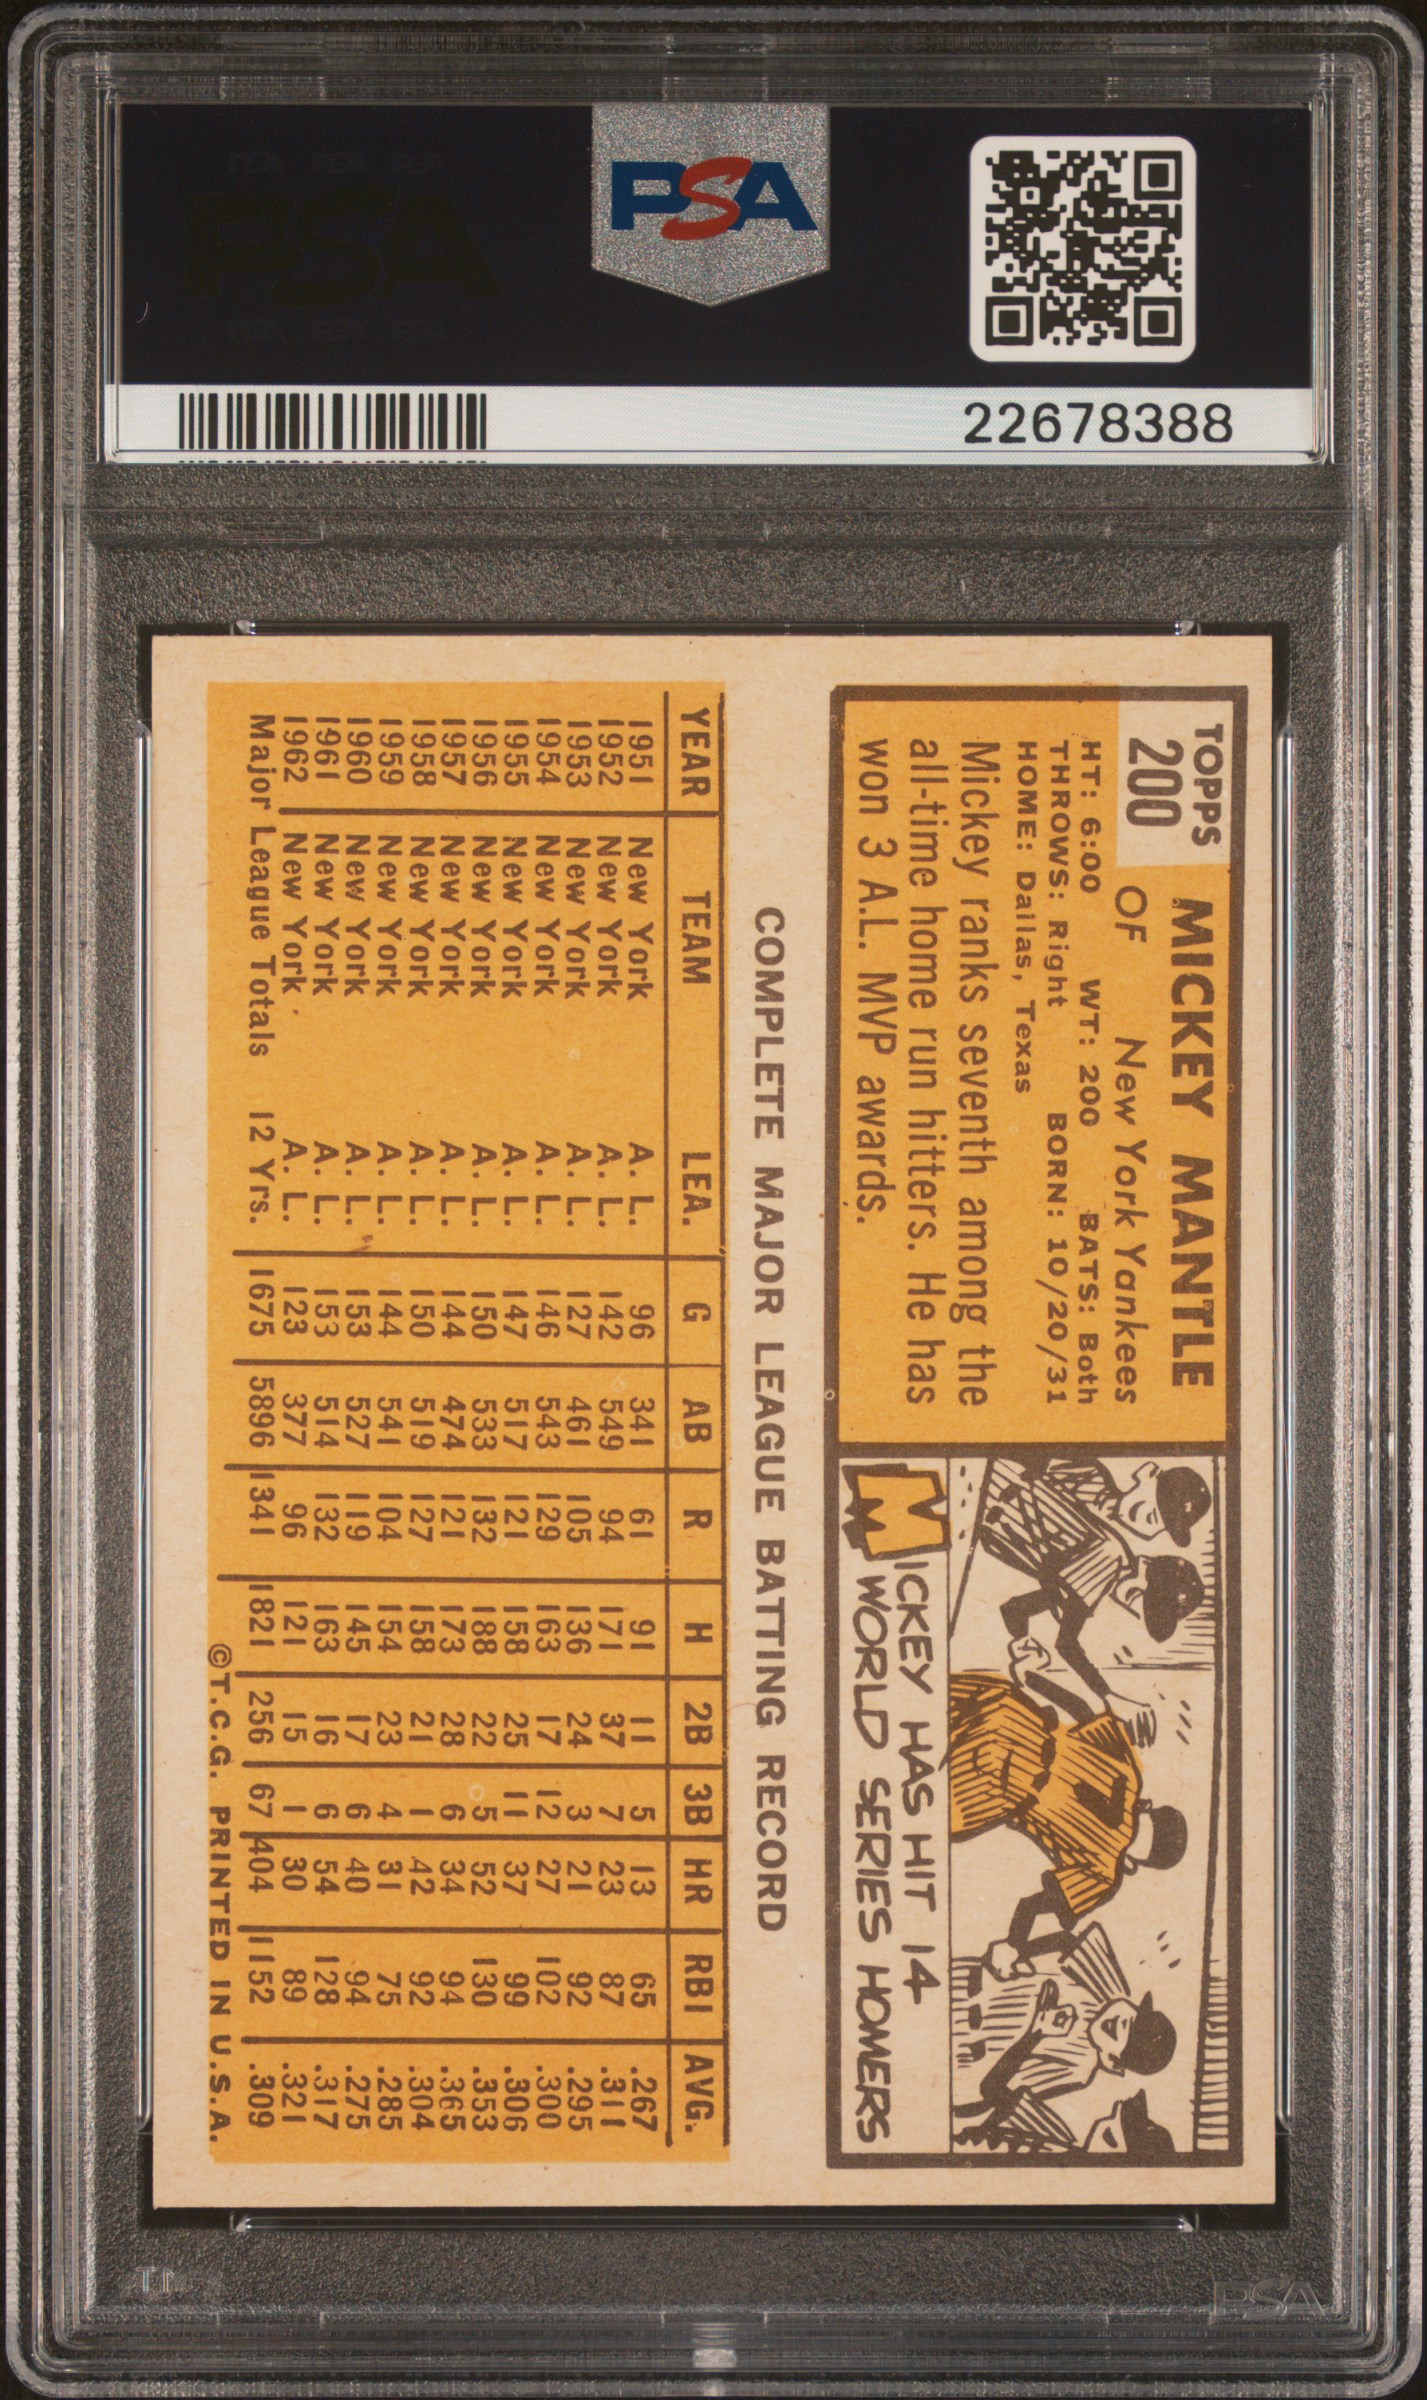 PSA
22678388
TOPPS
200
MICKEY MANTLE
OF New York Yankees
HT: 6:00 WT: 200 BATS: Both
THROWS: Right BORN: 10/20/31
HOME: Dallas, Texas
Mickey ranks seventh among the
all-time home run hitters. He has
won 3 A.L. MVP awards.
MICKEY HAS HIT 14
WORLD SERIES HOMERS
7
COMPLETE MAJOR LEAGUE BATTING RECORD
YEAR TEAM LEA. G AB R H 2B 3B HR RBI AVG.
1951 New York A. L. 96 341 61 91 11 5 13 65 .267
1952 New York A. L. 142 549 94 171 37 7 23 87 .311
1953 New York A. L. 127 461 105 136 24 3 21 92 .295
1954 New York A. L. 146 543 129 163 17 12 27 102 .300
1955 New York A. L. 147 517 121 158 25 11 37 99 .306
1956 New York A. L. 150 533 132 188 22 5 52 130 .353
1957 New York A. L. 144 474 121 173 28 6 34 94 .365
1958 New York A. L. 150 519 127 158 21 1 42 92 .304
1959 New York A. L. 144 541 104 154 23 4 31 75 .285
1960 New York A. L. 153 527 119 145 17 6 40 94 .275
1961 New York A. L. 153 514 132 163 16 6 54 128 .317
1962 New York A. L. 123 377 96 121 15 1 30 89 .321
Major League Totals 12 Yrs. 1675 5896 1341 1821 256 67 404 1152 .309
©T.C.G. PRINTED IN U.S.A.
PSA